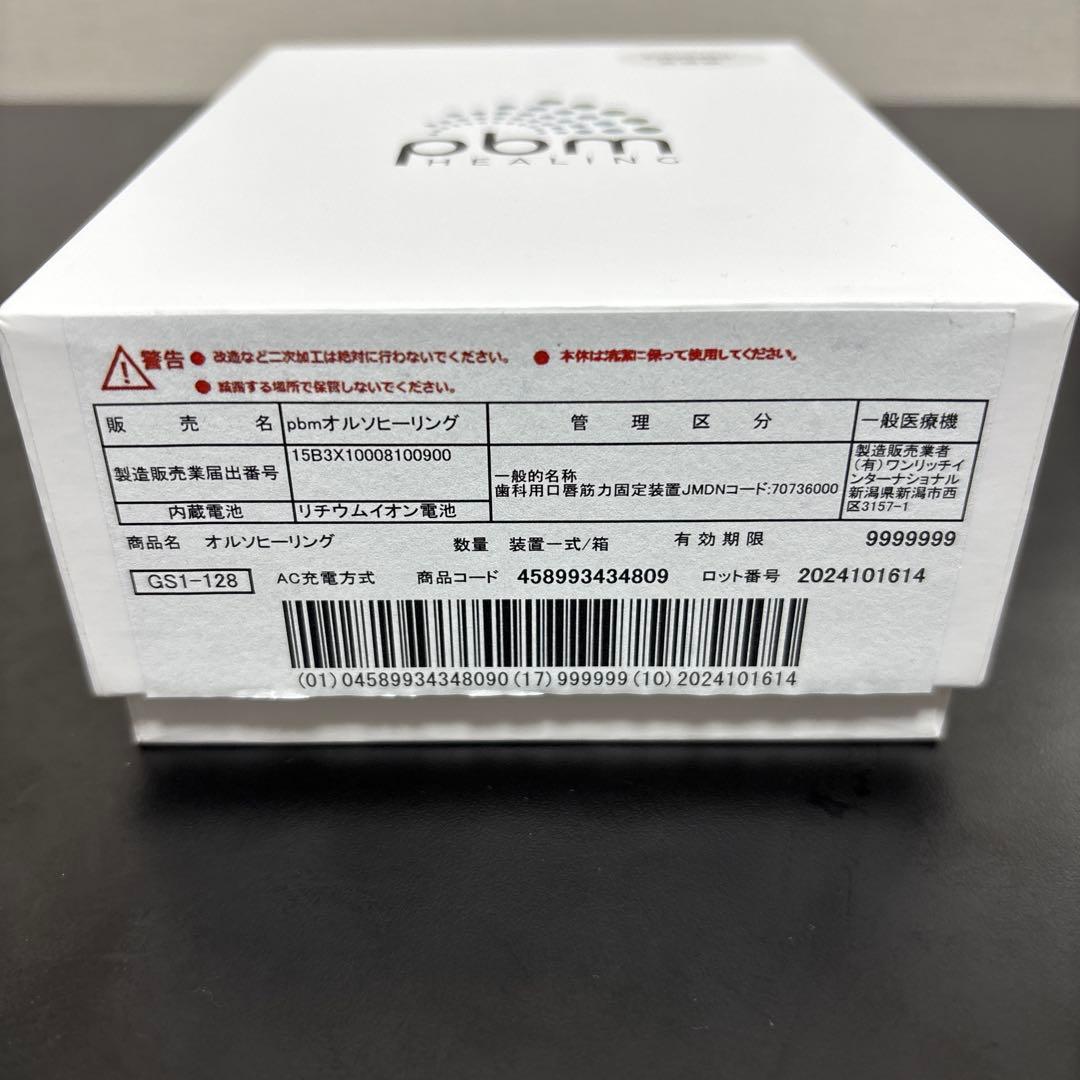 pbm
HEALING
警告 ● 改造など二次加工は絶対に行わないでください。 ● 本体は清潔に保って使用してください。
● 結露する場所で保管しないでください。
販売名 pbmオルソヒーリング 管理区分 一般医療機
製造販売業届出番号 15B3X10008100900
一般的名称
歯科用口唇筋力固定装置JMDNコード:70736000
製造販売業者
(有)ワンリッチイ
ンターナショナル
新潟県新潟市西
区3157-1
内蔵電池 リチウムイオン電池
商品名 オルソヒーリング 数量 装置一式/箱 有効期限 9999999
GS1-128 AC充電方式 商品コード 458993434809 ロット番号 2024101614
(01)04589934348090(17)999999(10)2024101614